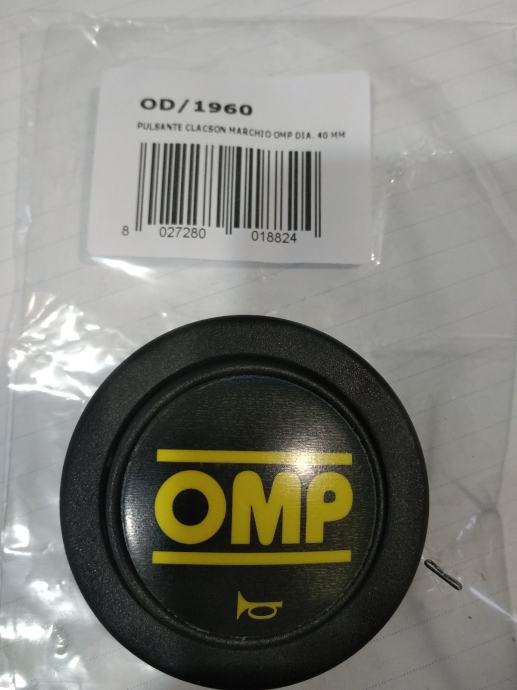 OD/1960
PULSANTE CLACSON MARCHIO OMP DIA. 40 MM
8 027280 018824
OMP